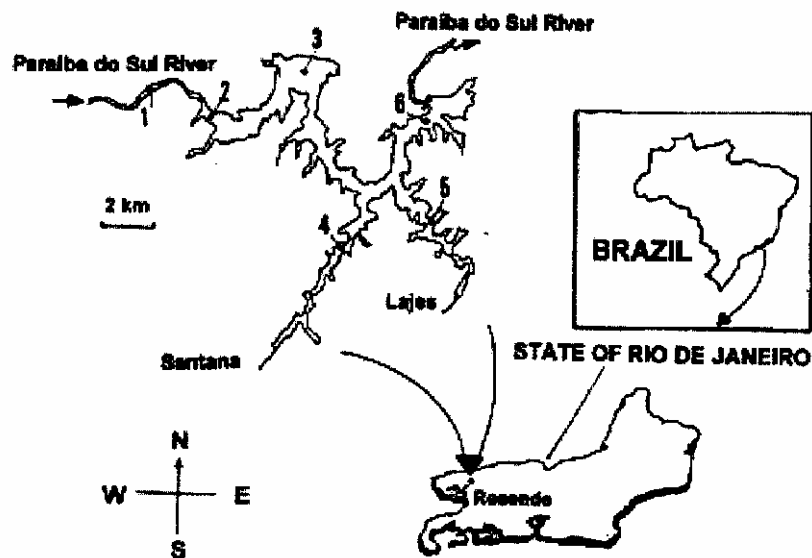 Paraiba do Sul River
3
Paraiba do Sul River
2
1
6
5
2 km
4
BRAZIL
Lajes
Santana
STATE OF RIO DE JANEIRO
N
W E
S
Resende